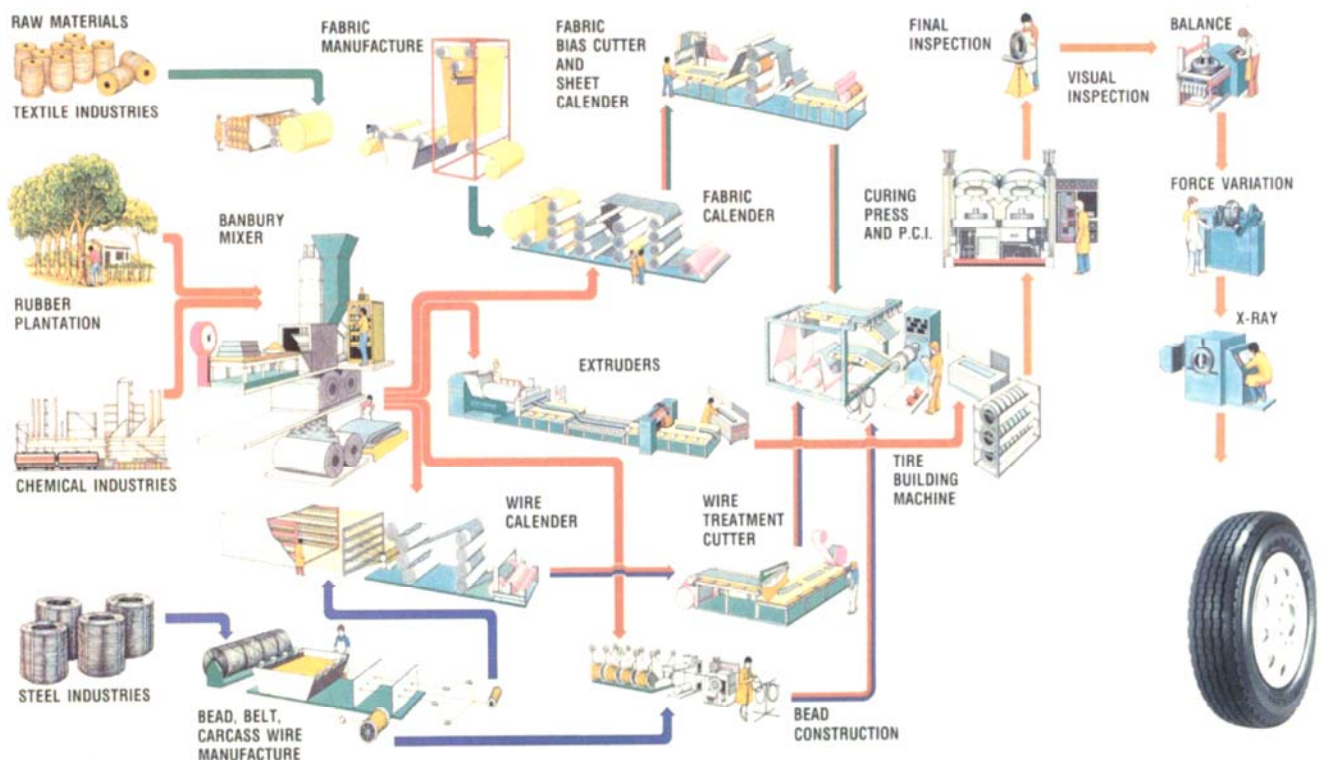 RAW MATERIALS
TEXTILE INDUSTRIES
FABRIC
MANUFACTURE
FABRIC
BIAS CUTTER
AND
SHEET
CALENDER
FINAL
INSPECTION
VISUAL
INSPECTION
BALANCE
RUBBER
PLANTATION
BANBURY
MIXER
FABRIC
CALENDER
CURING
PRESS
AND P.C.I.
FORCE VARIATION
X-RAY
EXTRUDERS
CHEMICAL INDUSTRIES
WIRE
CALENDER
WIRE
TREATMENT
CUTTER
TIRE
BUILDING
MACHINE
STEEL INDUSTRIES
BEAD, BELT,
CARCASS WIRE
MANUFACTURE
BEAD
CONSTRUCTION